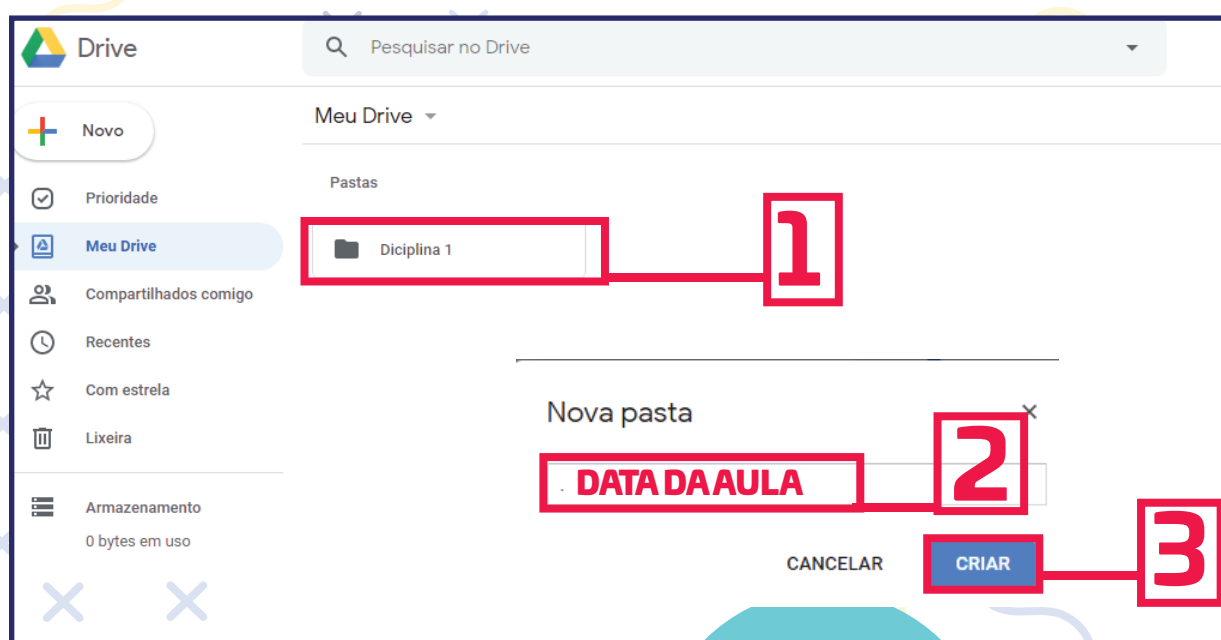 Drive
Pesquisar no Drive
Novo
Meu Drive
Pastas
Prioridade
Diciplina 1
1
Meu Drive
Compartilhados comigo
Recentes
Com estrela
Lixeira
Armazenamento
0 bytes em uso
Nova pasta
2
DATA DA AULA
CANCELAR
CRIAR
3